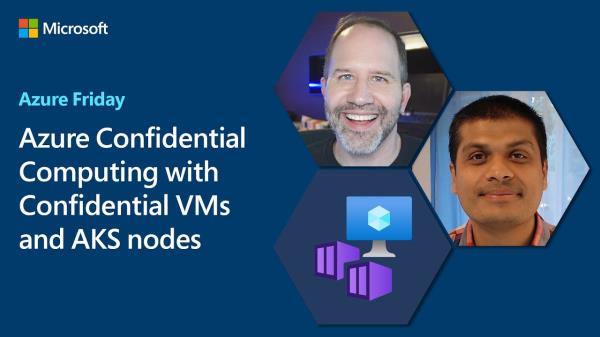 Microsoft
Azure Friday
Azure Confidential
Computing with
Confidential VMs
and AKS nodes